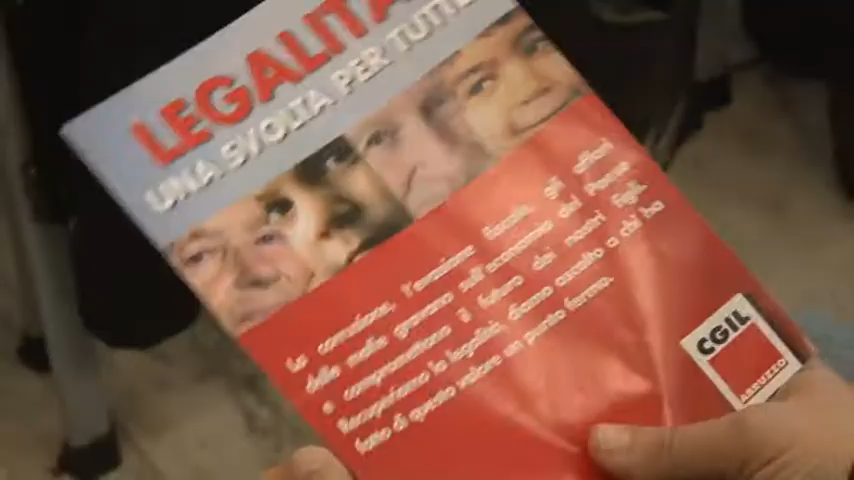 LEGALITÀ
UNA SVOLTA PER TUTTI
La corruzione, l'evasione fiscale, gli affari
delle mafie gravano sull'economia del Paese
e compromettono il futuro dei nostri figli.
Recuperiamo la legalità, diamo ascolto a chi ha
fatto di questo valore un punto fermo.
CGIL
ABRUZZO